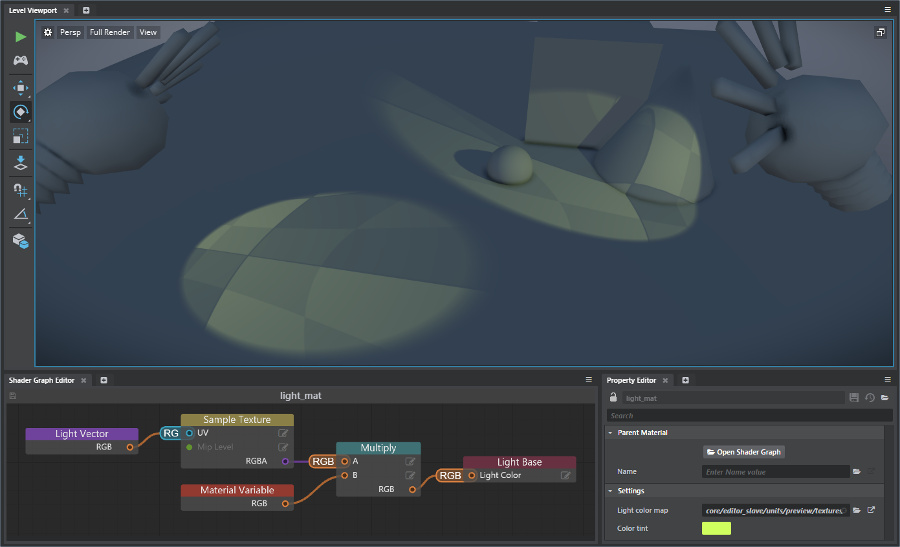 Level Viewport
Persp Full Render View
Shader Graph Editor
light_mat
Light Vector
RGB
RG
Sample Texture
UV
Mip Level
RGBA
Material Variable
RGB
RGB
Multiply
A
B
RGB
RGB
Light Base
Light Color
Property Editor
light_mat
Search
Parent Material
Open Shader Graph
Name Enter Name value
Settings
Light color map core/editor_slave/units/preview/textures,
Color tint